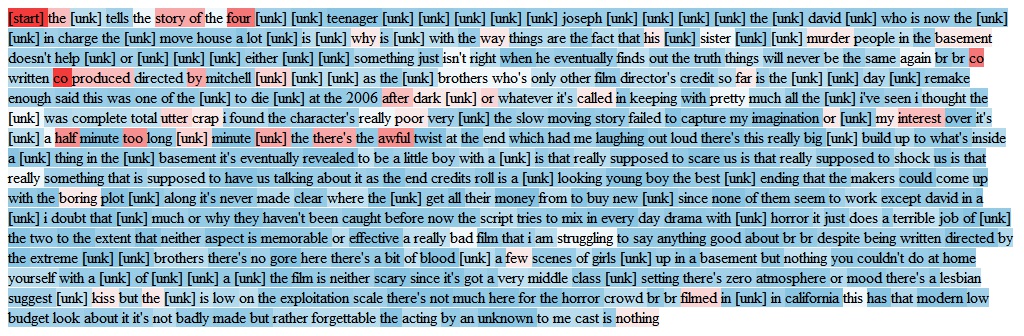 [start] the [unk] tells the story of the four [unk] [unk] teenager [unk] [unk] [unk] [unk] [unk] joseph [unk] [unk] [unk] the [unk] david [unk] who is now the [unk]
[unk] in charge the [unk] move house a lot [unk] is [unk] why is [unk] with the way things are the fact that his [unk] sister [unk] [unk] murder people in the basement
doesn't help [unk] or [unk] [unk] either [unk] [unk] something just isn't right when he eventually finds out the truth things will never be the same again br br co
written co produced directed by mitchell [unk] [unk] [unk] as the [unk] brothers who's only other film director's credit so far is the [unk] [unk] day [unk] remake
enough said this was one of the [unk] to die [unk] at the 2006 after dark [unk] or whatever it's called in keeping with pretty much all the [unk] i've seen i thought the
[unk] was complete total utter crap i found the character's really poor very [unk] the slow moving story failed to capture my imagination or [unk] my interest over it's
[unk] a half minute too long [unk] minute [unk] the there's the awful twist at the end which had me laughing out loud there's this really big [unk] build up to what's inside
a [unk] thing in the [unk] basement it's eventually revealed to be a little boy with a [unk] is that really supposed to scare us is that really supposed to shock us is that
really something that is supposed to have us talking about it as the end credits roll is a [unk] looking young boy the best [unk] ending that the makers could come up
with the boring plot [unk] along it's never made clear where the [unk] get all their money from to buy new [unk] since none of them seem to work except david in a
[unk] i doubt that [unk] much or why they haven't been caught before now the script tries to mix in every day drama with [unk] horror it just does a terrible job of [unk]
the two to the extent that neither aspect is memorable or effective a really bad film that i am struggling to say anything good about br br despite being written directed by
the extreme [unk] [unk] brothers there's no gore here there's a bit of blood [unk] a few scenes of girls [unk] up in a basement but nothing you couldn't do at home
yourself with a [unk] of [unk] [unk] a [unk] the film is neither scary since it's got a very middle class [unk] setting there's zero atmosphere or mood there's a lesbian
suggest [unk] kiss but the [unk] is low on the exploitation scale there's not much here for the horror crowd br br filmed in [unk] in california this has that modern low
budget look about it it's not badly made but rather forgettable the acting by an unknown to me cast is nothing